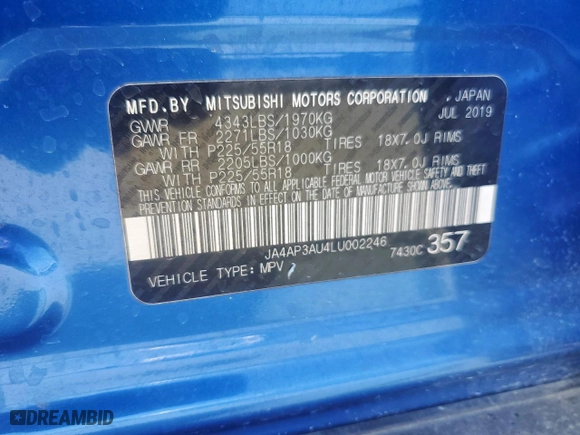 MFD. BY MITSUBISHI MOTORS CORPORATION, JAPAN
GVWR 4343LBS/1970KG JUL 2019
GAWR FR 2271LBS/1030KG
WITH P225/55R18 TIRES 18X7.0J RIMS
GAWR RR 2205LBS/1000KG
WITH P225/55R18 TIRES 18X7.0J RIMS
THIS VEHICLE CONFORMS TO ALL APPLICABLE FEDERAL MOTOR VEHICLE SAFETY AND THEFT
PREVENTION STANDARDS IN EFFECT ON THE DATE OF MANUFACTURE SHOWN ABOVE.
JA4AP3AU4LU002246 7430C 357
VEHICLE TYPE: MPV
DREAMBID